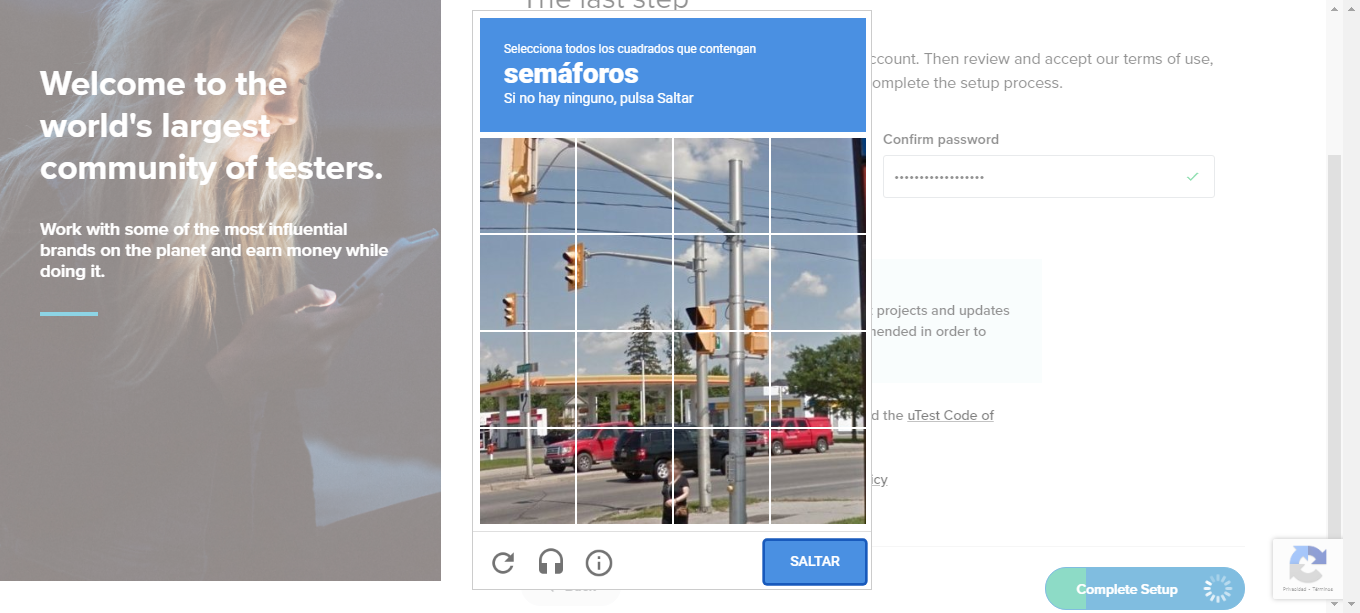 Welcome to the
world's largest
community of testers.
Work with some of the most influential
brands on the planet and earn money while
doing it.
The last step
Selecciona todos los cuadrados que contengan
semáforos
Si no hay ninguno, pulsa Saltar
SALTAR
ccount. Then review and accept our terms of use,
omplete the setup process.
Confirm password
projects and updates
nended in order to
d the uTest Code of
icy
Complete Setup
Privacidad - Términos